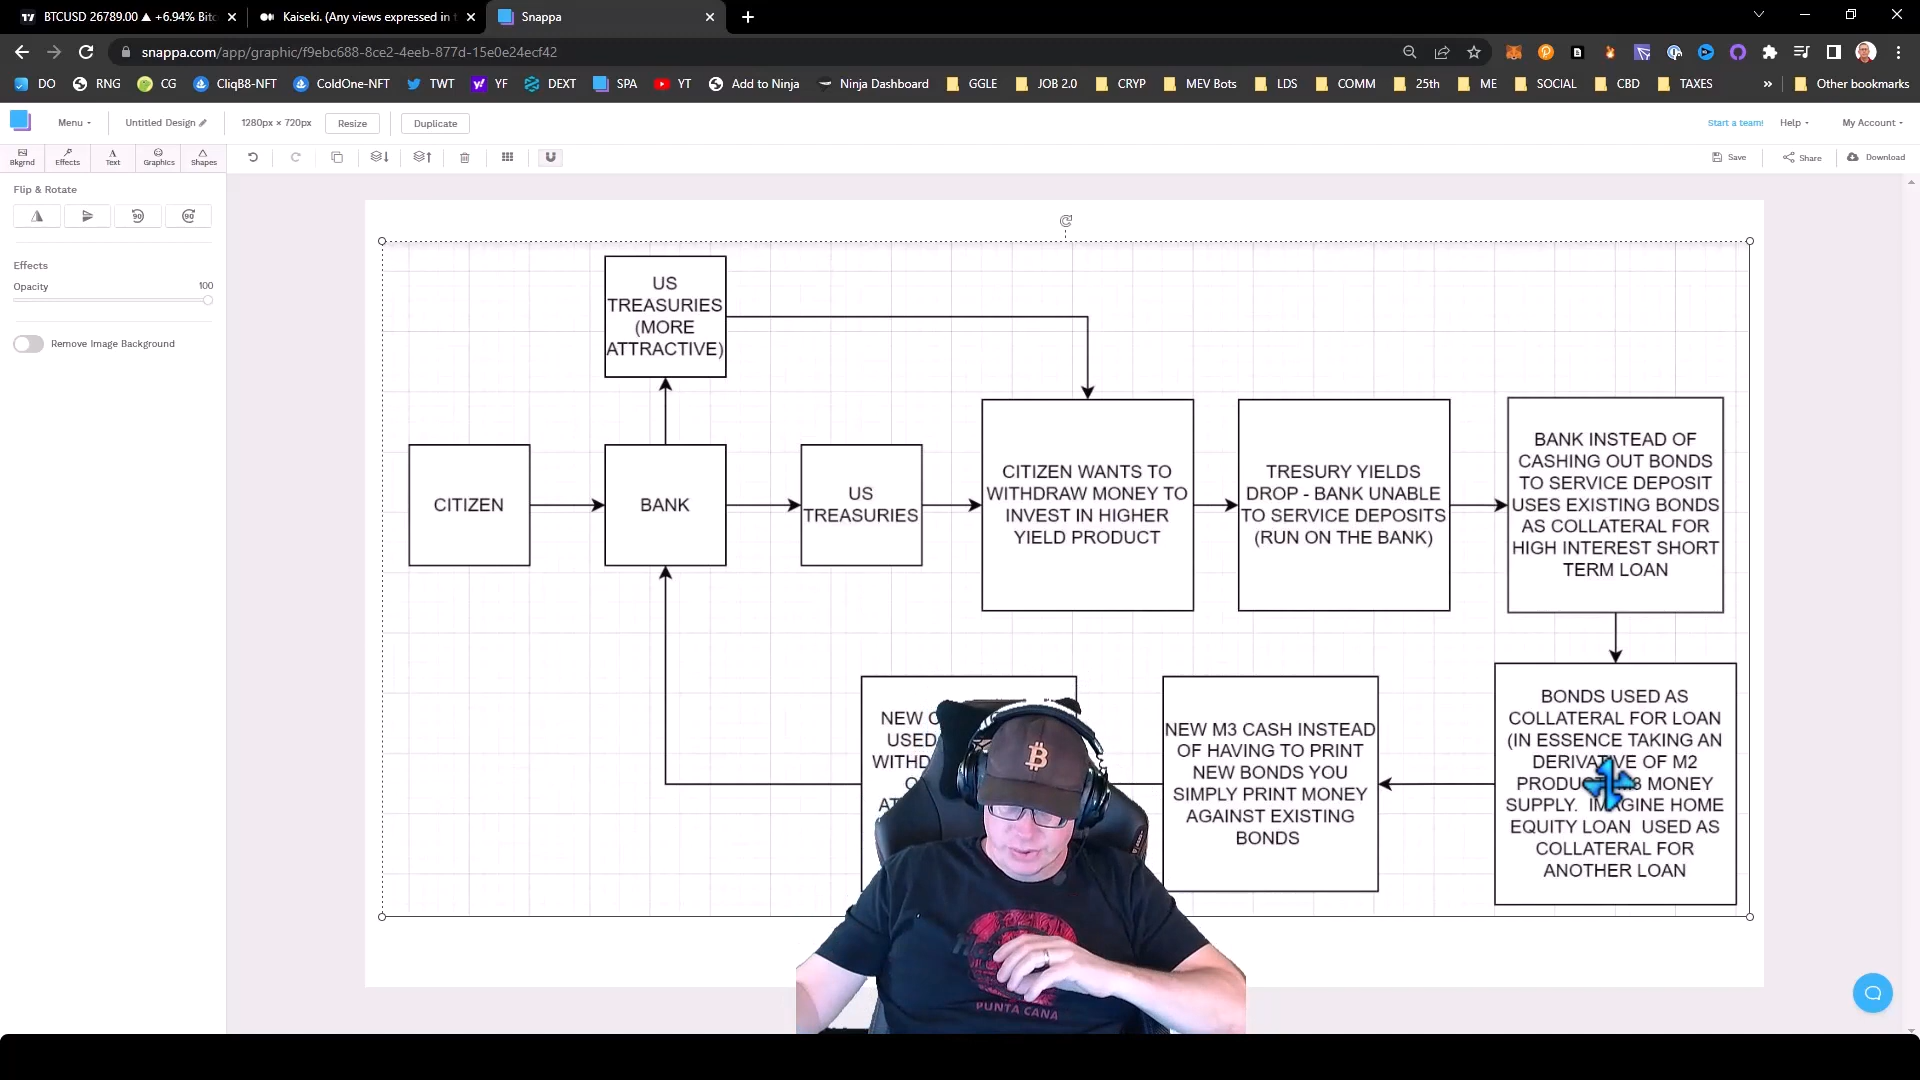 BTCUSD 26789.00 ▲ +6.94% Bitc
Kaiseki. (Any views expressed in t
Snappa
snappa.com/app/graphic/f9ebc688-8ce2-4eeb-877d-15e0e24ecf42
DO
RNG
CG
CliqB8-NFT
ColdOne-NFT
TWT
YF
DEXT
SPA
YT
Add to Ninja
Ninja Dashboard
GGLE
JOB 2.0
CRYP
MEV Bots
LDS
COMM
25th
ME
SOCIAL
CBD
TAXES
»
Other bookmarks
Menu
Untitled Design
1280px × 720px
Resize
Duplicate
Start a team!
Help
My Account
Bkgrnd
Effects
Text
Graphics
Shapes
Save
Share
Download
Flip & Rotate
90
90
Effects
Opacity
100
Remove Image Background
US
TREASURIES
(MORE
ATTRACTIVE)
CITIZEN
BANK
US
TREASURIES
CITIZEN WANTS TO
WITHDRAW MONEY TO
INVEST IN HIGHER
YIELD PRODUCT
TRESURY YIELDS
DROP - BANK UNABLE
TO SERVICE DEPOSITS
(RUN ON THE BANK)
BANK INSTEAD OF
CASHING OUT BONDS
TO SERVICE DEPOSIT
USES EXISTING BONDS
AS COLLATERAL FOR
HIGH INTEREST SHORT
TERM LOAN
BONDS USED AS
COLLATERAL FOR LOAN
(IN ESSENCE TAKING AN
DERIVATIVE OF M2
MONEY
SUPPLY. IMAGINE HOME
EQUITY LOAN USED AS
COLLATERAL FOR
ANOTHER LOAN
NEW M3 CASH INSTEAD
OF HAVING TO PRINT
NEW BONDS YOU
SIMPLY PRINT MONEY
AGAINST EXISTING
BONDS
NEW
USED
PUNTA CANA